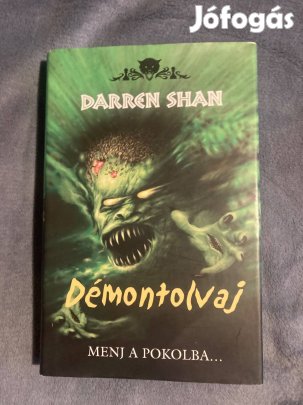 Jófogás
DARREN SHAN
Démontolvaj
MENJ A POKOLBA...